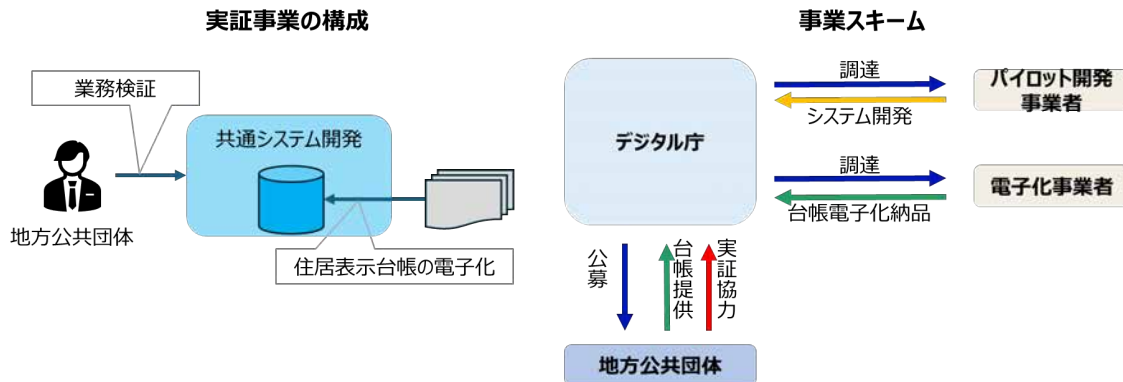 実証事業の構成
業務検証
共通システム開発
地方公共団体
住居表示台帳の電子化
事業スキーム
デジタル庁
調達
システム開発
パイロット開発
事業者
調達
台帳電子化納品
電子化事業者
公募
台帳提供
実証協力
地方公共団体